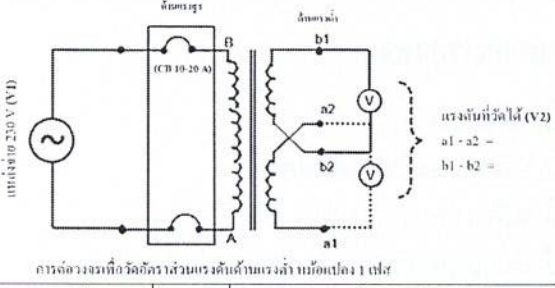 ด้านแรงสูง
ด้านแรงต่ำ
b1
B
(CB 10-20 A)
V
a2
แหล่งจ่าย 230 V (V1)
แรงดันที่วัดได้ (V2)
a1 - a2 =
b2
b1 - b2 =
V
A
a1
การต่อวงจรเพื่อวัดอัตราส่วนแรงดันด้านแรงต่ำ หม้อแปลง 1 เฟส